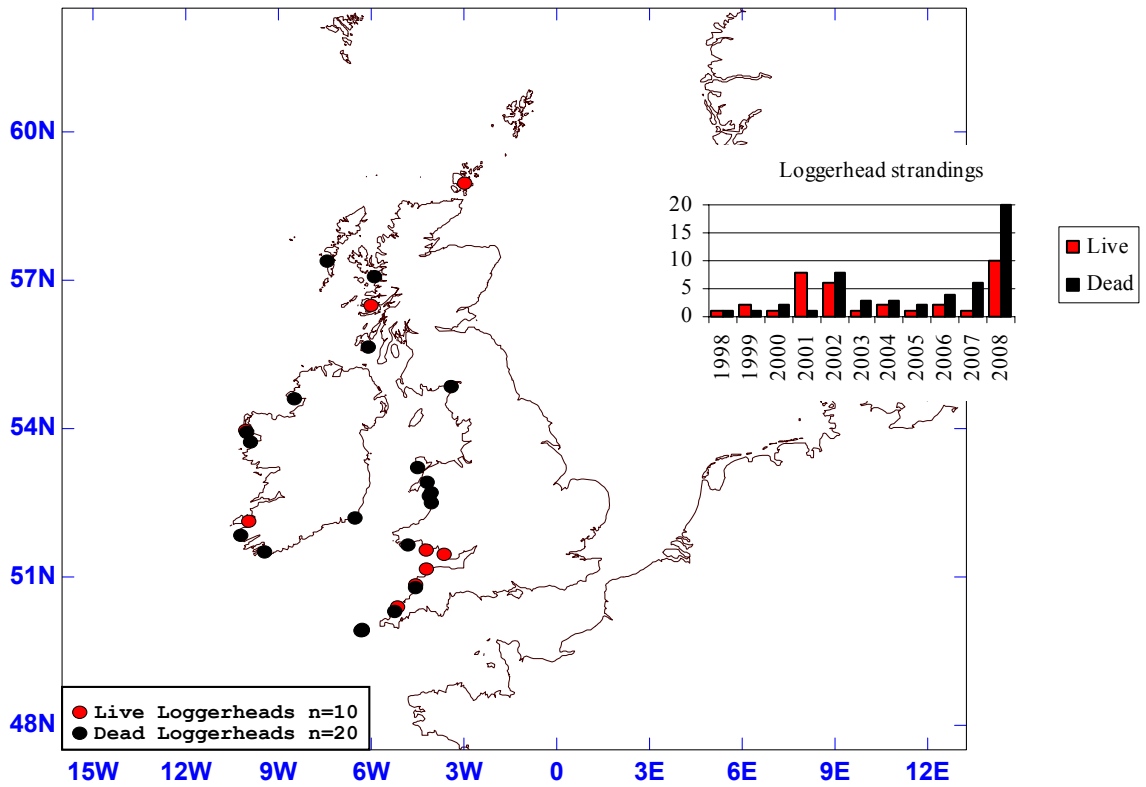 60N
57N
54N
51N
48N
Loggerhead strandings
20
15
10
5
0
1998
1999
2000
2001
2002
2003
2004
2005
2006
2007
2008
Live
Dead
Live Loggerheads n=10
Dead Loggerheads n=20
15W 12W 9W 6W 3W 0 3E 6E 9E 12E